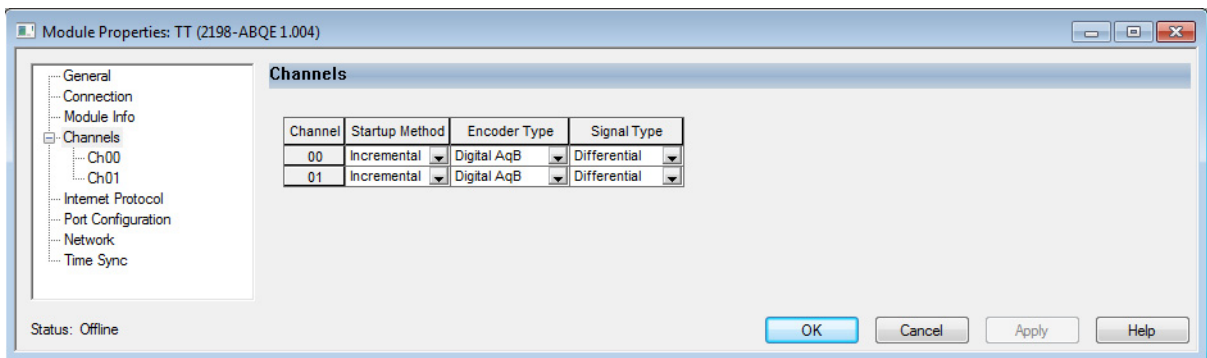 Module Properties: TT (2198-ABQE 1.004)
General
Connection
Module Info
Channels
Ch00
Ch01
Internet Protocol
Port Configuration
Network
Time Sync
Channels
Channel Startup Method Encoder Type Signal Type
00 Incremental Digital AqB Differential
01 Incremental Digital AqB Differential
Status: Offline
OK Cancel Apply Help